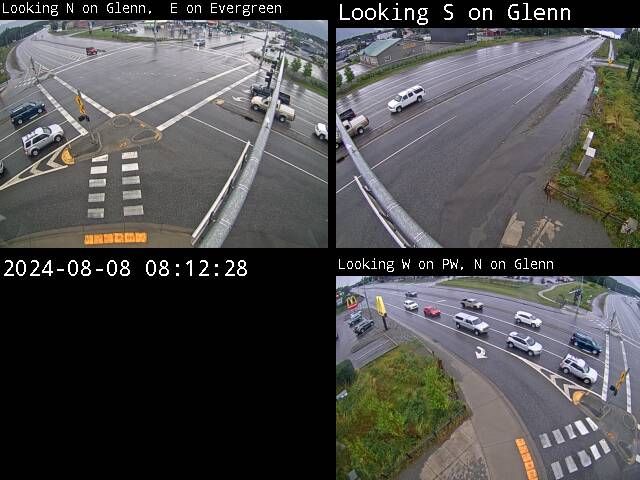 Looking N on Glenn,  E on Evergreen
Looking S on Glenn
2024-08-08 08:12:28
Looking W on PW, N on Glenn